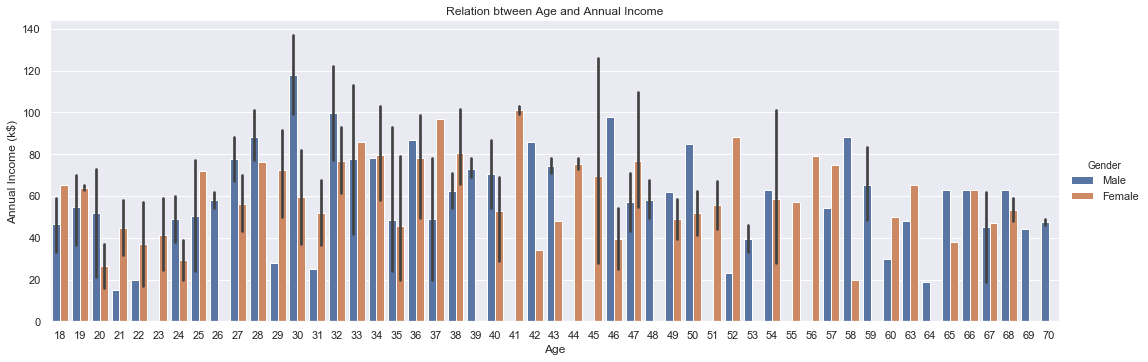 Relation btween Age and Annual Income
Annual Income (k$)
140
120
100
80
60
40
20
0
18 19 20 21 22 23 24 25 26 27 28 29 30 31 32 33 34 35 36 37 38 39 40 41 42 43 44 45 46 47 48 49 50 51 52 53 54 55 56 57 58 59 60 63 64 65 66 67 68 69 70
Age
Gender
Male
Female